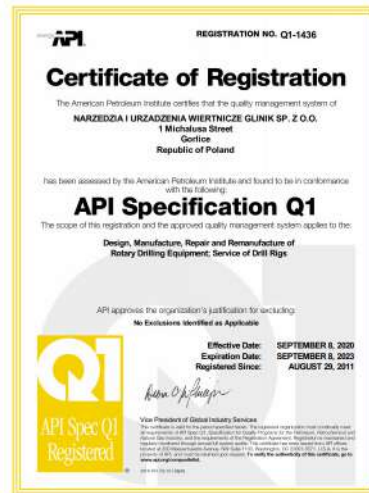 API
REGISTRATION NO. Q1-1436
Certificate of Registration
The American Petroleum Institute certifies that the quality management system of
NARZEDZIA I URZADZENIA WIERTNICZE GLINIK SP. Z O.O.
1 Michalusa Street
Gorlice
Republic of Poland
has been assessed by the American Petroleum Institute and found to be in conformance
with the following:
API Specification Q1
The scope of this registration and the approved quality management system applies to the:
Design, Manufacture, Repair and Remanufacture of
Rotary Drilling Equipment; Service of Drill Rigs
API approves the organization's justification for excluding:
No Exclusions Identified as Applicable
Effective Date: SEPTEMBER 8, 2020
Expiration Date: SEPTEMBER 8, 2023
Registered Since: AUGUST 29, 2011
Q1
API Spec Q1
Registered
®
Vice President of Global Industry Services